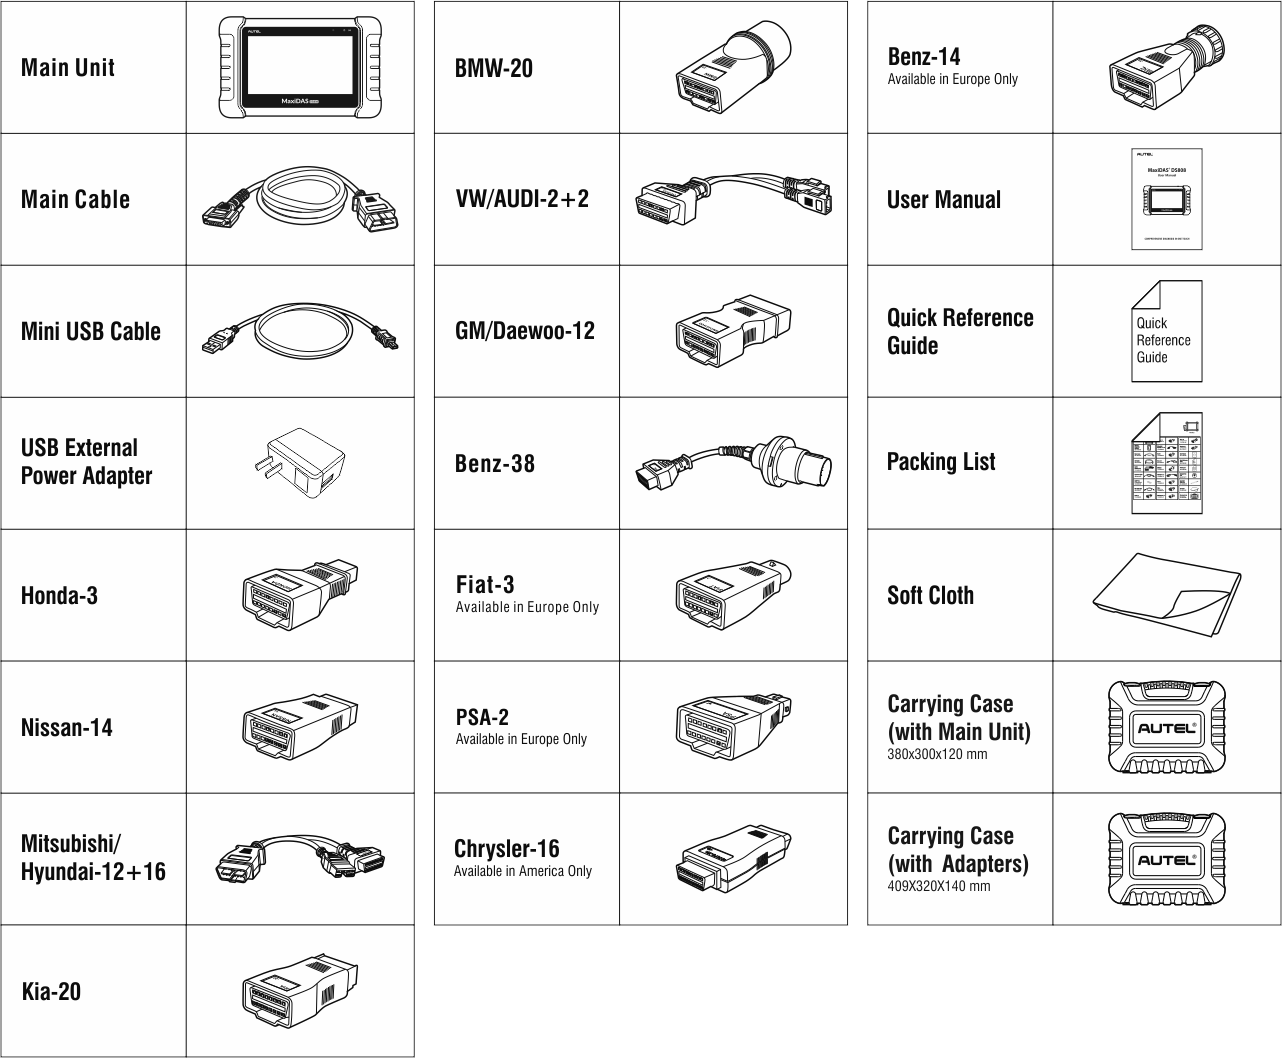 Main Unit
AUTEL
MaxiDAS
Main Cable
Mini USB Cable
USB External
Power Adapter
Honda-3
Nissan-14
Mitsubishi/
Hyundai-12+16
Kia-20
BMW-20
VW/AUDI-2+2
GM/Daewoo-12
Benz-38
Fiat-3
Available in Europe Only
PSA-2
Available in Europe Only
Chrysler-16
Available in America Only
Benz-14
Available in Europe Only
User Manual
AUTEL
MaxiDAS™ DS808
User Manual
Quick Reference
Guide
Quick
Reference
Guide
Packing List
Soft Cloth
Carrying Case
(with Main Unit)
380x300x120 mm
AUTEL®
Carrying Case
(with Adapters)
409X320X140 mm
AUTEL®